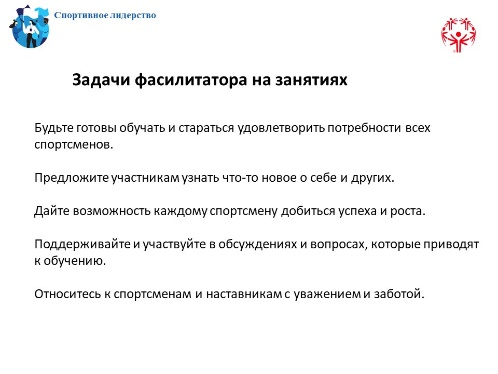 Спортивное лидерство
Задачи фасилитатора на занятиях
Будьте готовы обучать и стараться удовлетворить потребности всех
спортсменов.
Предложите участникам узнать что-то новое о себе и других.
Дайте возможность каждому спортсмену добиться успеха и роста.
Поддерживайте и участвуйте в обсуждениях и вопросах, которые приводят
к обучению.
Относитесь к спортсменам и наставникам с уважением и заботой.